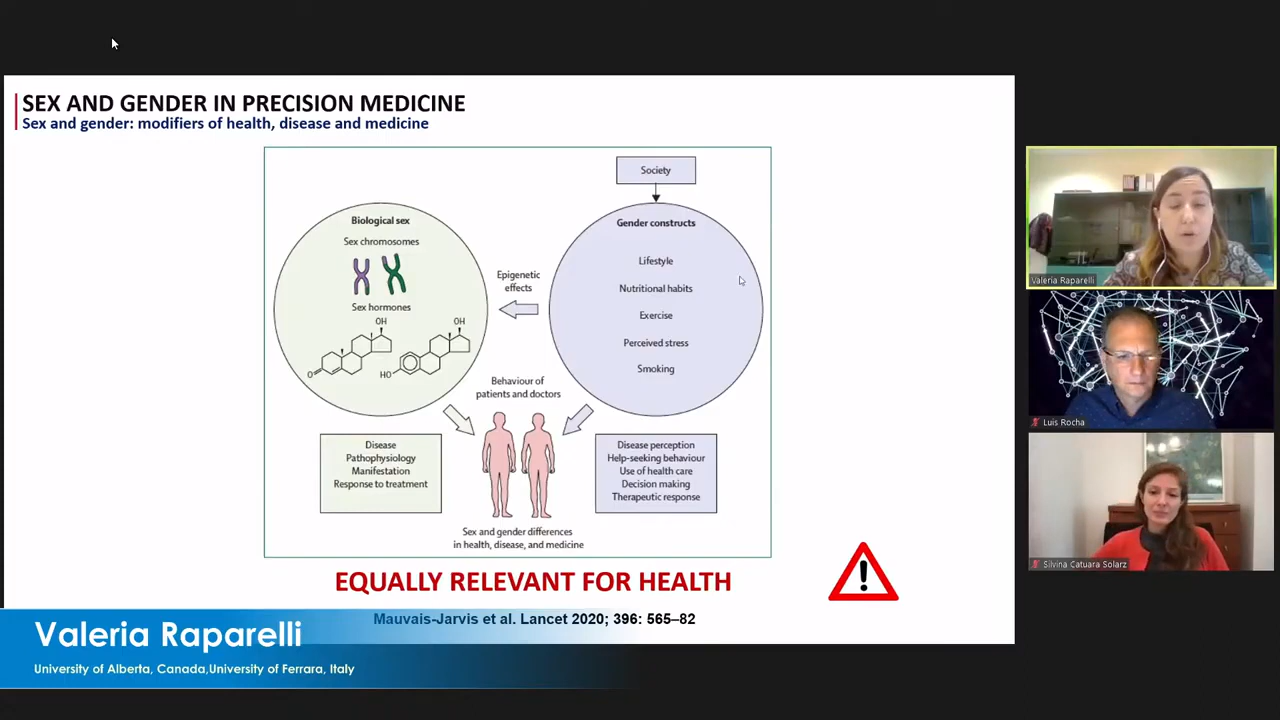 SEX AND GENDER IN PRECISION MEDICINE
Sex and gender: modifiers of health, disease and medicine
Society
Biological sex
Sex chromosomes
Sex hormones
OH
OH
O
HO
Epigenetic
effects
Gender constructs
Lifestyle
Nutritional habits
Exercise
Perceived stress
Smoking
Behaviour of
patients and doctors
Disease
Pathophysiology
Manifestation
Response to treatment
Disease perception
Help-seeking behaviour
Use of health care
Decision making
Therapeutic response
Sex and gender differences
in health, disease, and medicine
EQUALLY RELEVANT FOR HEALTH
Mauvais-Jarvis et al. Lancet 2020; 396: 565–82
Valeria Raparelli
University of Alberta, Canada,University of Ferrara, Italy
Valeria Raparelli
Luis Rocha
Silvina Catuara Solarz